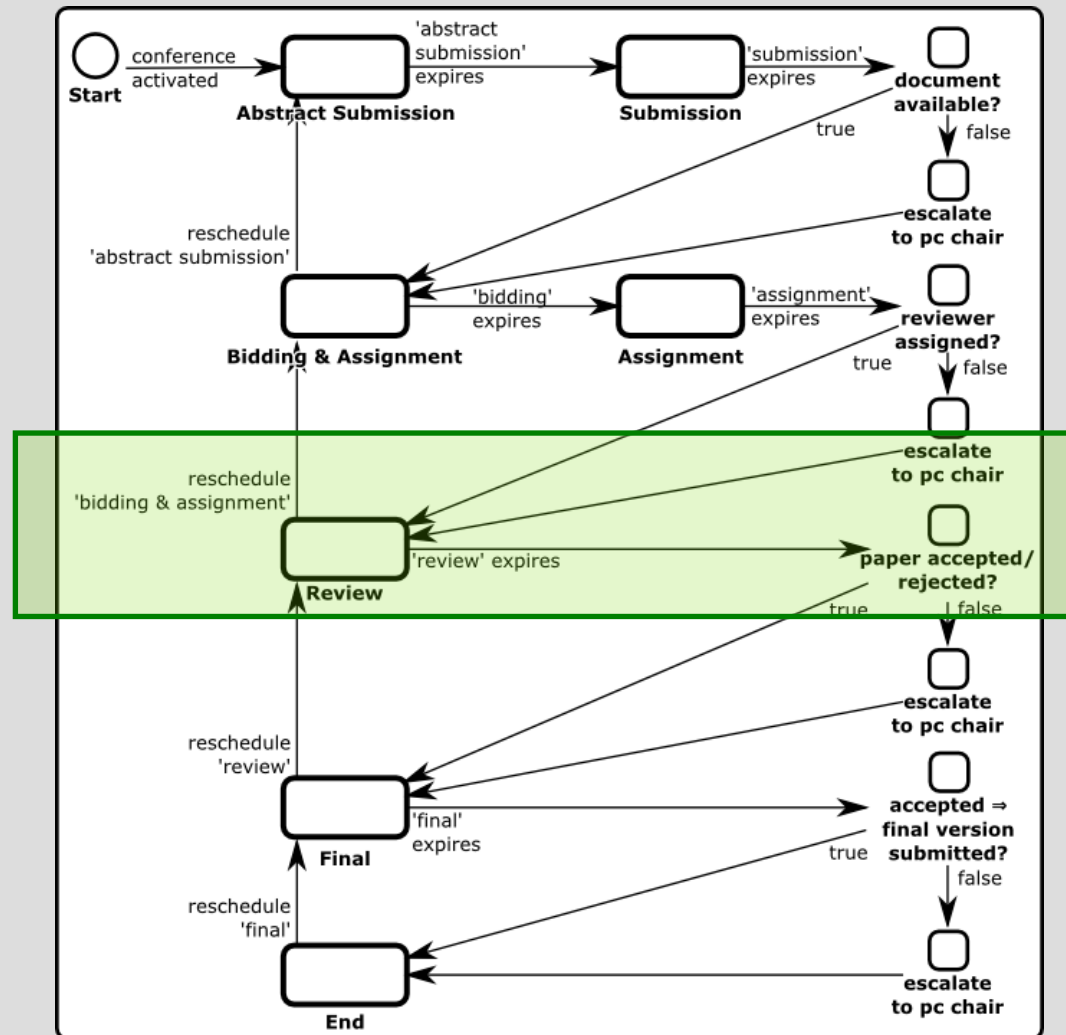 Start
conference
activated
Abstract Submission
'abstract
submission'
expires
Submission
'submission'
expires
document
available?
true
false
escalate
to pc chair
reschedule
'abstract submission'
Bidding & Assignment
'bidding'
expires
Assignment
'assignment'
expires
reviewer
assigned?
true
false
escalate
to pc chair
reschedule
'bidding & assignment'
Review
'review' expires
paper accepted/
rejected?
true
false
escalate
to pc chair
reschedule
'review'
Final
'final'
expires
accepted ⇒
final version
submitted?
true
false
reschedule
'final'
End
escalate
to pc chair